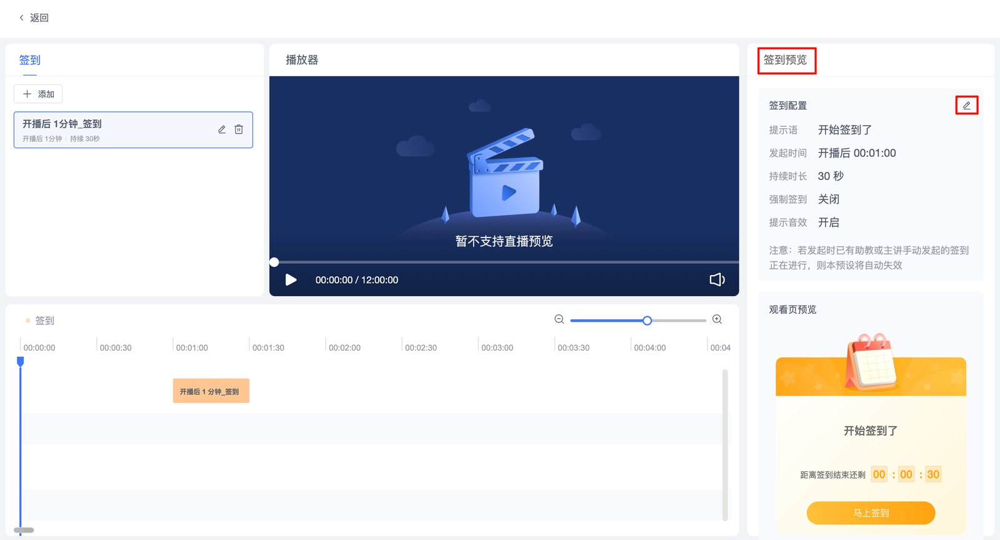 返回
签到
添加
开播后 1分钟_签到
开播后 1分钟 持续 30秒
播放器
暂不支持直播预览
00:00:00 / 12:00:00
签到预览
签到配置
提示语 开始签到了
发起时间 开播后 00:01:00
持续时长 30 秒
强制签到 关闭
提示音效 开启
注意：若发起时已有助教或主讲手动发起的签到
正在进行，则本预设将自动失效
观看页预览
开始签到了
距离签到结束还剩 00 : 00 : 30
马上签到
签到
00:00:00 00:00:30 00:01:00 00:01:30 00:02:00 00:02:30 00:03:00 00:03:30 00:04:00 00:04
开播后 1 分钟_签到